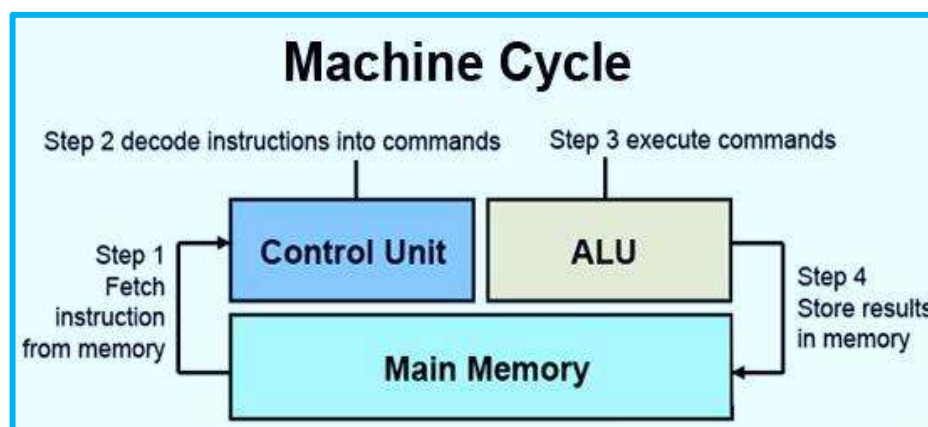 Machine Cycle
Step 2 decode instructions into commands
Step 3 execute commands
Control Unit
ALU
Step 1
Fetch
instruction
from memory
Step 4
Store results
in memory
Main Memory